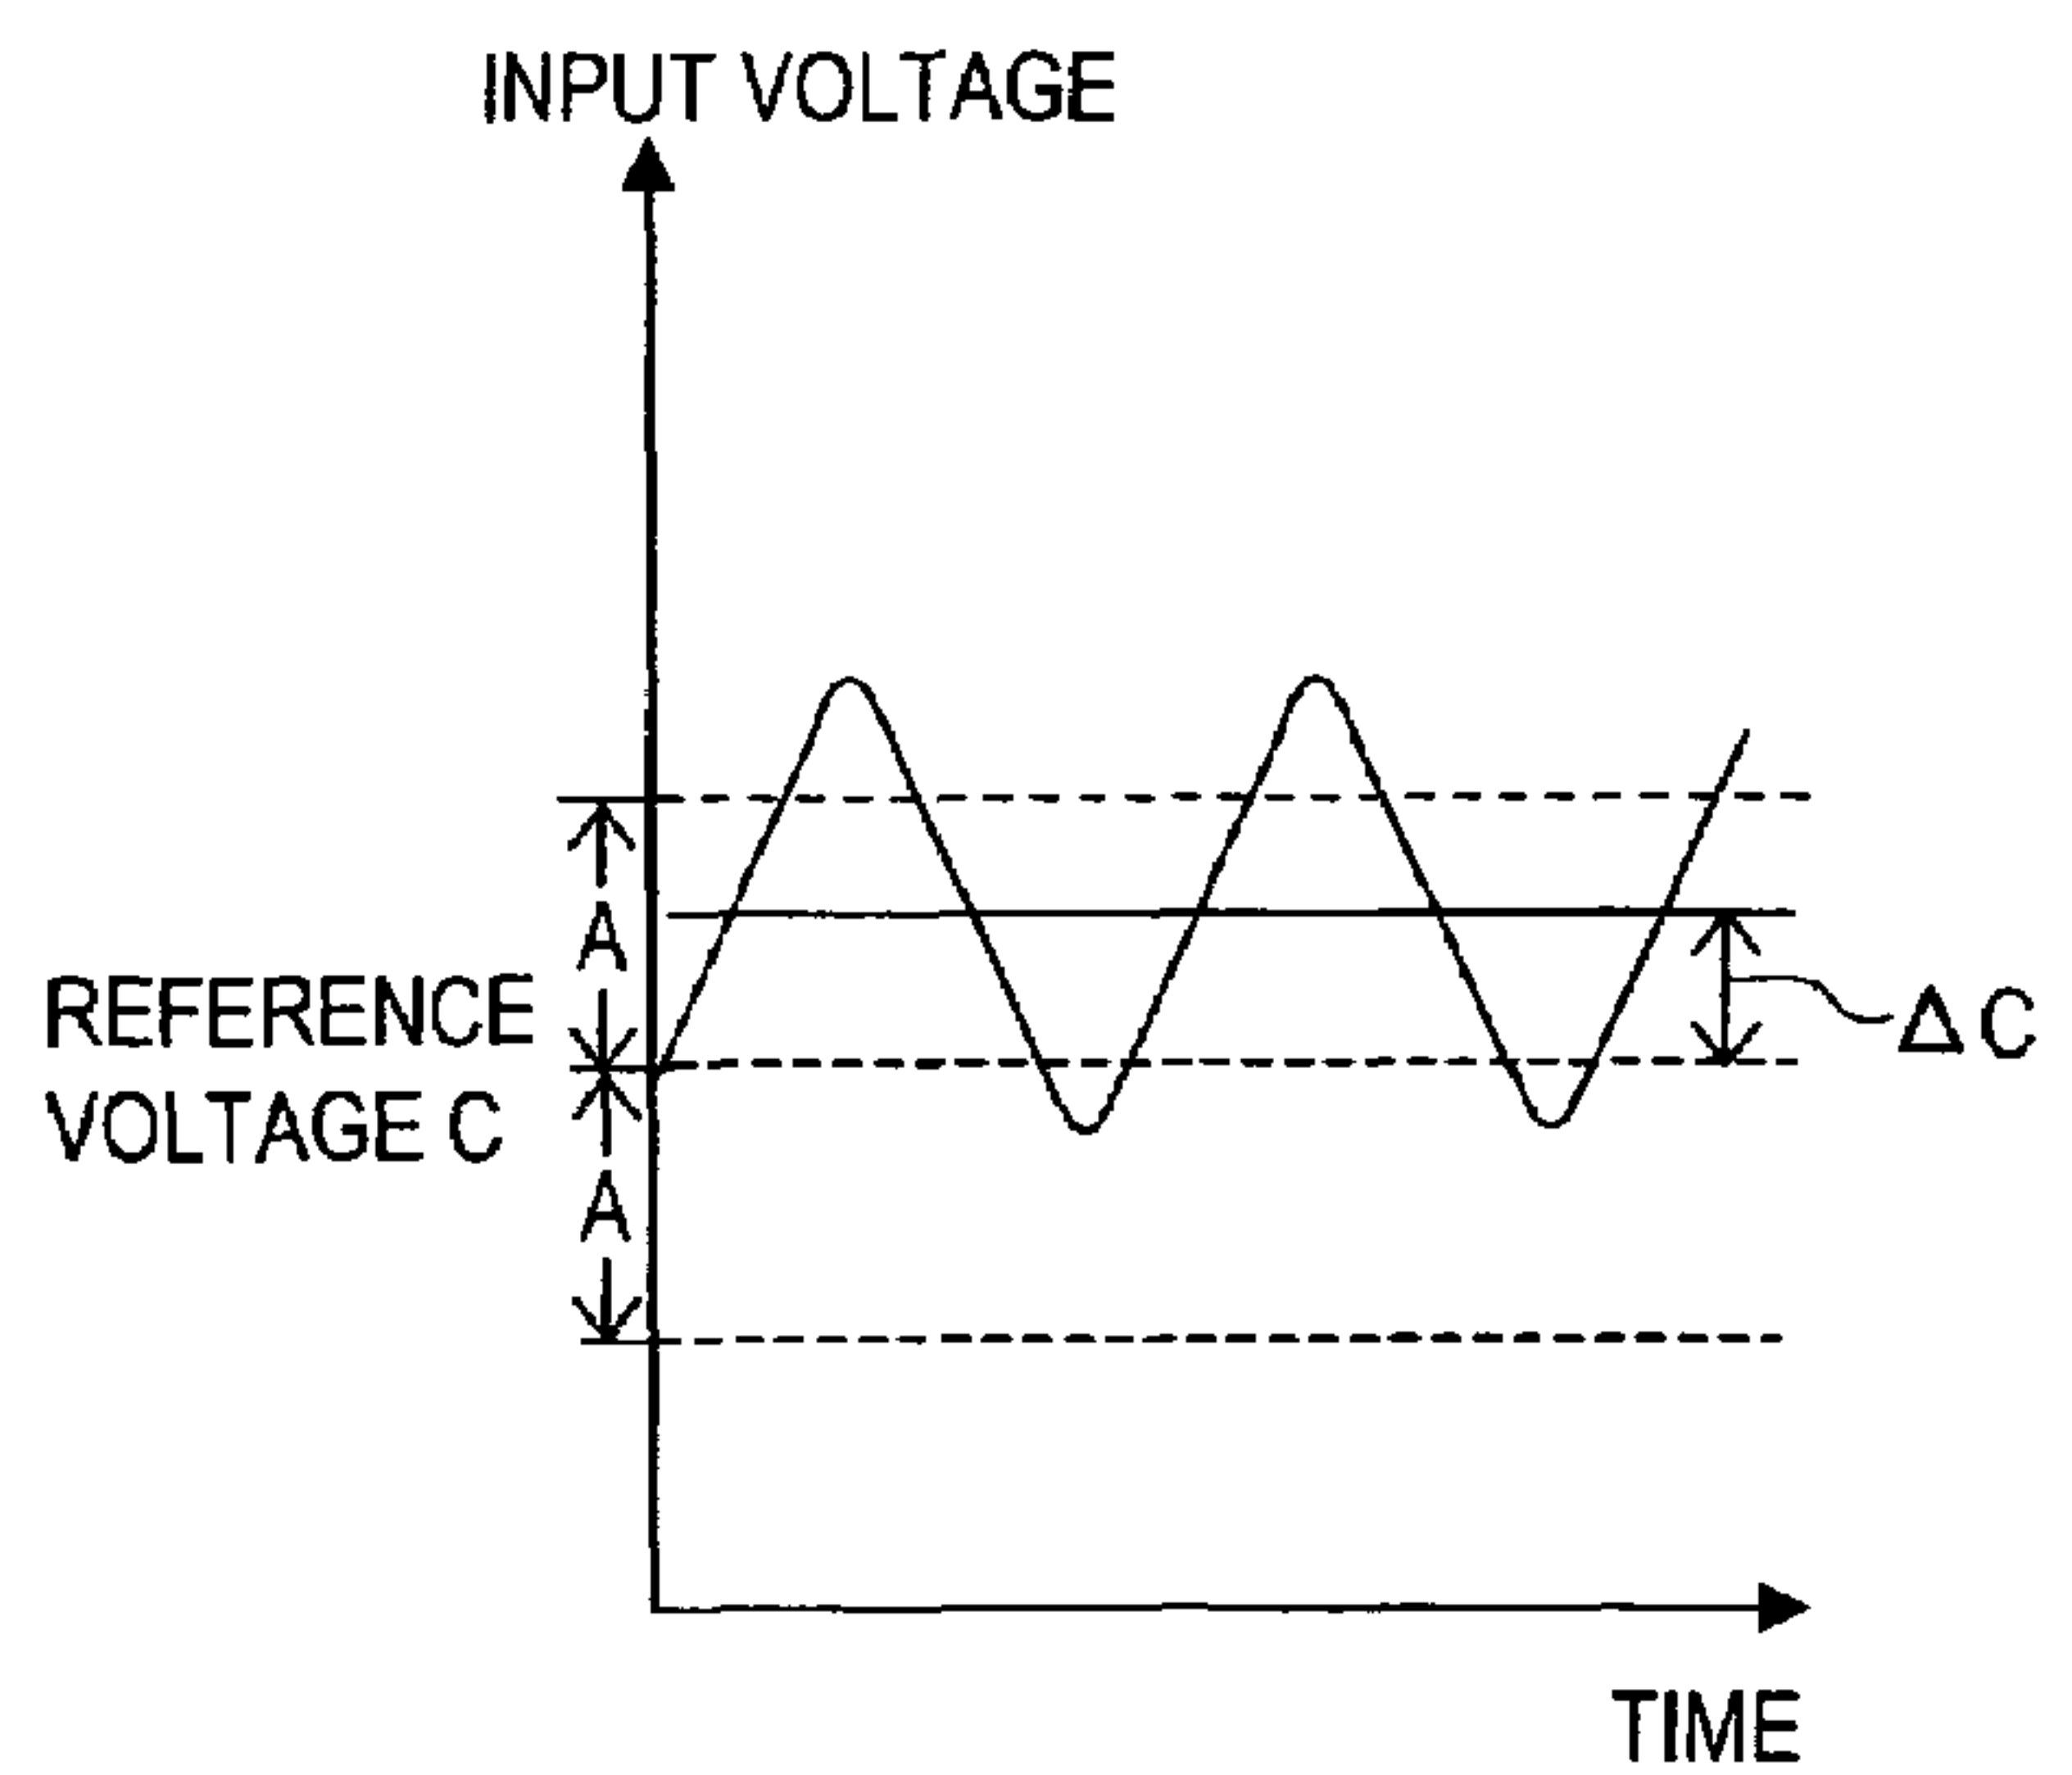 INPUT VOLTAGE
A
REFERENCE
VOLTAGE C
A
ΔC
TIME